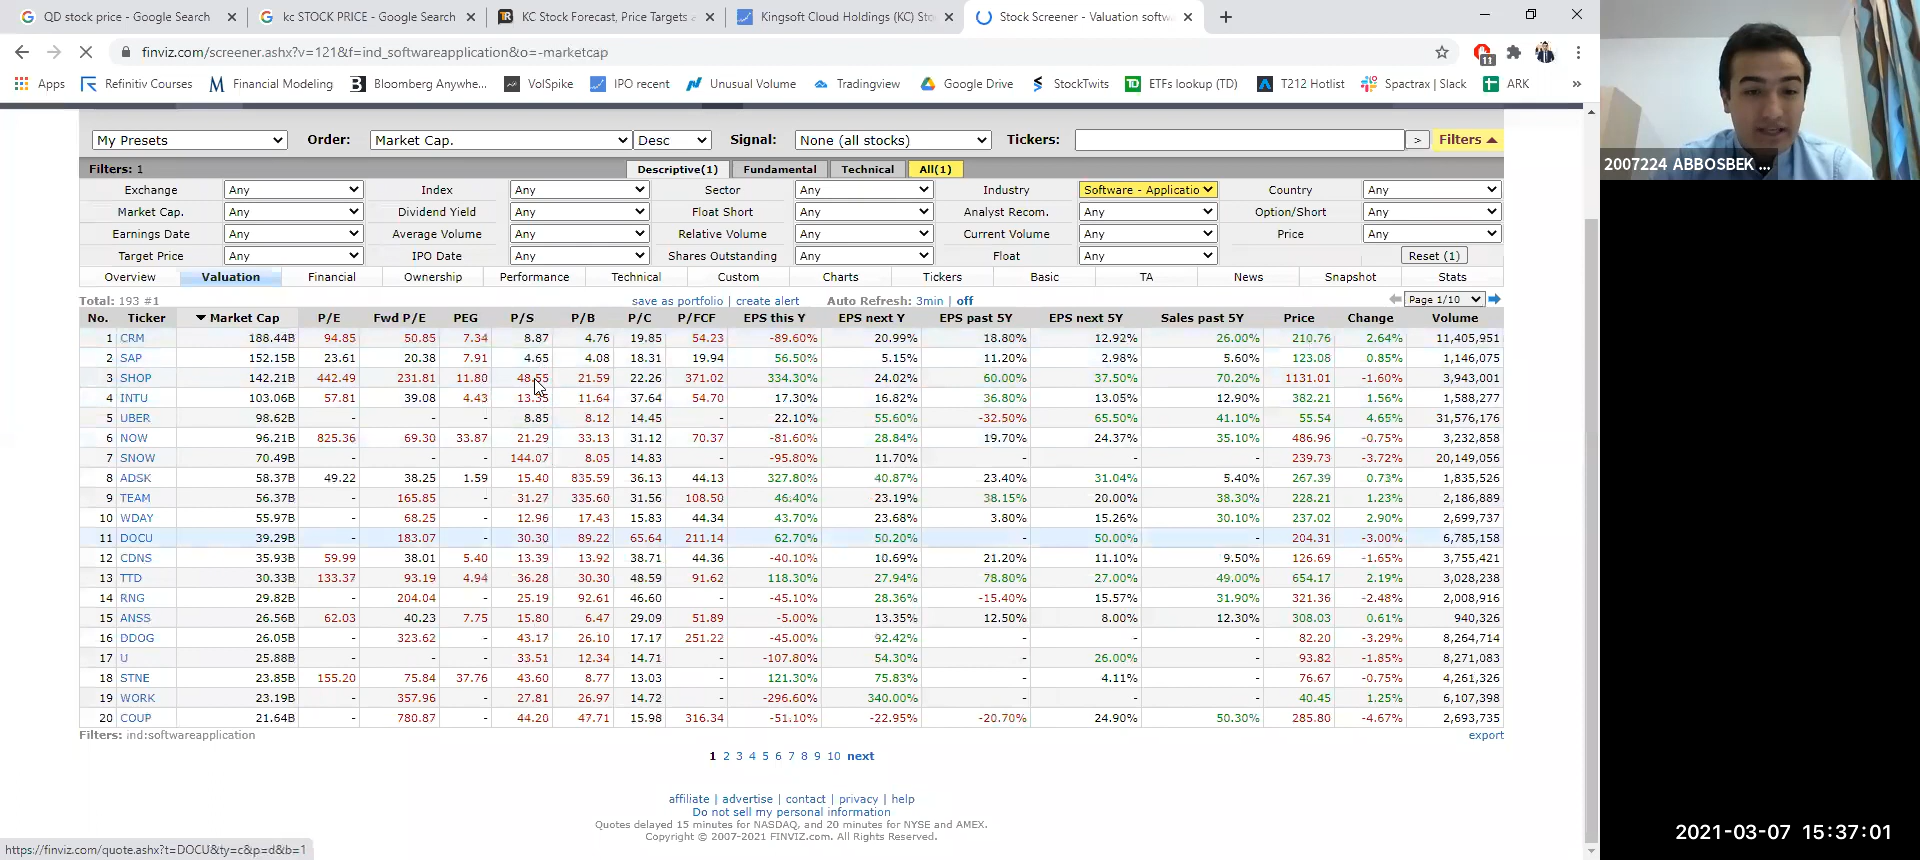 QD stock price - Google Search
kc STOCK PRICE - Google Search
KC Stock Forecast, Price Targets
Kingsoft Cloud Holdings (KC) Sto
Stock Screener - Valuation softw
finviz.com/screener.ashx?v=121&f=ind_softwareapplication&o=-marketcap
11
Apps Refinitiv Courses Financial Modeling Bloomberg Anywhe... VolSpike IPO recent Unusual Volume Tradingview Google Drive StockTwits ETFs lookup (TD) T212 Hotlist Spactrax | Slack ARK »
My Presets Order: Market Cap. Desc Signal: None (all stocks) Tickers: > Filters
Filters: 1 Descriptive(1) Fundamental Technical All(1)
Exchange Any Index Any Sector Any Industry Software - Applicatio Country Any
Market Cap. Any Dividend Yield Any Float Short Any Analyst Recom. Any Option/Short Any
Earnings Date Any Average Volume Any Relative Volume Any Current Volume Any Price Any
Target Price Any IPO Date Any Shares Outstanding Any Float Any Reset (1)
Overview Valuation Financial Ownership Performance Technical Custom Charts Tickers Basic TA News Snapshot Stats
Total: 193 #1 save as portfolio | create alert Auto Refresh: 3min | off Page 1/10
No. Ticker Market Cap P/E Fwd P/E PEG P/S P/B P/C P/FCF EPS this Y EPS next Y EPS past 5Y EPS next 5Y Sales past 5Y Price Change Volume
1 CRM 188.44B 94.85 50.85 7.34 8.87 4.76 19.85 54.23 -89.60% 20.99% 18.80% 12.92% 26.00% 210.76 2.64% 11,405,951
2 SAP 152.15B 23.61 20.38 7.91 4.65 4.08 18.31 19.94 56.50% 5.15% 11.20% 2.98% 5.60% 123.08 0.85% 1,146,075
3 SHOP 142.21B 442.49 231.81 11.80 48.55 21.59 22.26 371.02 334.30% 24.02% 60.00% 37.50% 70.20% 1131.01 -1.60% 3,943,001
4 INTU 103.06B 57.81 39.08 4.43 13.35 11.64 37.64 54.70 17.30% 16.82% 36.80% 13.05% 12.90% 382.21 1.56% 1,588,277
5 UBER 98.62B - - - 8.85 8.12 14.45 - 22.10% 55.60% -32.50% 65.50% 41.10% 55.54 4.65% 31,576,176
6 NOW 96.21B 825.36 69.30 33.87 21.29 33.13 31.12 70.37 -81.60% 28.84% 19.70% 24.37% 35.10% 486.96 -0.75% 3,232,858
7 SNOW 70.49B - - - 144.07 8.05 14.83 - -95.80% 11.70% - - - 239.73 -3.72% 20,149,056
8 ADSK 58.37B 49.22 38.25 1.59 15.40 835.59 36.13 44.13 327.80% 40.87% 23.40% 31.04% 5.40% 267.39 0.73% 1,835,526
9 TEAM 56.37B - 165.85 - 31.27 335.60 31.56 108.50 46.40% 23.19% 38.15% 20.00% 38.30% 228.21 1.23% 2,186,889
10 WDAY 55.97B - 68.25 - 12.96 17.43 15.83 44.34 43.70% 23.68% 3.80% 15.26% 30.10% 237.02 2.90% 2,699,737
11 DOCU 39.29B - 183.07 - 30.30 89.22 65.64 211.14 62.70% 50.20% - 50.00% - 204.31 -3.00% 6,785,158
12 CDNS 35.93B 59.99 38.01 5.40 13.39 13.92 38.71 44.36 -40.10% 10.69% 21.20% 11.10% 9.50% 126.69 -1.65% 3,755,421
13 TTD 30.33B 133.37 93.19 4.94 36.28 30.30 48.59 91.62 118.30% 27.94% 78.80% 27.00% 49.00% 654.17 2.19% 3,028,238
14 RNG 29.82B - 204.04 - 25.19 92.61 46.60 - -45.10% 28.36% -15.40% 15.57% 31.90% 321.36 -2.48% 2,008,916
15 ANSS 26.56B 62.03 40.23 7.75 15.80 6.47 29.09 51.89 -5.00% 13.35% 12.50% 8.00% 12.30% 308.03 0.61% 940,326
16 DDOG 26.05B - 323.62 - 43.17 26.10 17.17 251.22 -45.00% 92.42% - - - 82.20 -3.29% 8,264,714
17 U 25.88B - - - 33.51 12.34 14.71 - -107.80% 54.30% - 26.00% - 93.82 -1.85% 8,271,083
18 STNE 23.85B 155.20 75.84 37.76 43.60 8.77 13.03 - 121.30% 75.83% - 4.11% - 76.67 -0.75% 4,261,326
19 WORK 23.19B - 357.96 - 27.81 26.97 14.72 - -296.60% 340.00% - - - 40.45 1.25% 6,107,398
20 COUP 21.64B - 780.87 - 44.20 47.71 15.98 316.34 -51.10% -22.95% -20.70% 24.90% 50.30% 285.80 -4.67% 2,693,735
Filters: ind:softwareapplication export
1 2 3 4 5 6 7 8 9 10 next
affiliate | advertise | contact | privacy | help
Do not sell my personal information
Quotes delayed 15 minutes for NASDAQ, and 20 minutes for NYSE and AMEX.
Copyright © 2007-2021 FINVIZ.com. All Rights Reserved.
https://finviz.com/quote.ashx?t=DOCU&ty=c&p=d&b=1
2007224 ABBOSBEK ...
2021-03-07 15:37:01